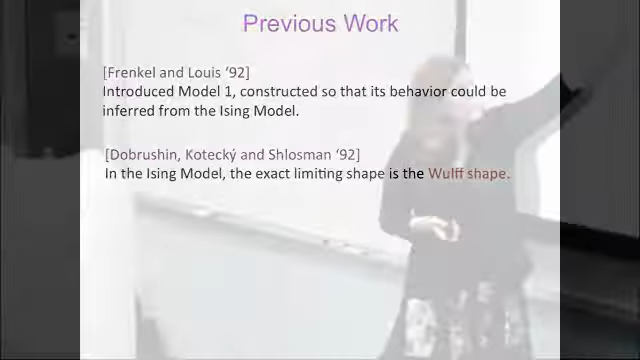 Previous Work
[Frenkel and Louis ‘92]
Introduced Model 1, constructed so that its behavior could be
inferred from the Ising Model.
[Dobrushin, Kotecký and Shlosman ‘92]
In the Ising Model, the exact limiting shape is the Wulff shape.